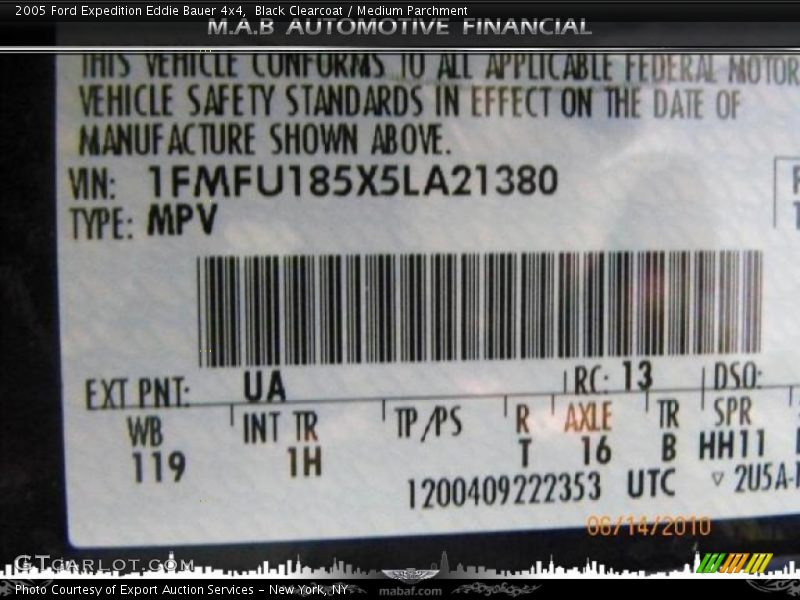 2005 Ford Expedition Eddie Bauer 4x4, Black Clearcoat / Medium Parchment
M.A.B AUTOMOTIVE FINANCIAL
THIS VEHICLE CONFORMS TO ALL APPLICABLE FEDERAL MOTOR
VEHICLE SAFETY STANDARDS IN EFFECT ON THE DATE OF
MANUFACTURE SHOWN ABOVE.
VIN: 1FMFU185X5LA21380
TYPE: MPV
EXT PNT: UA RC: 13 DSO:
WB INT TR TP/PS R AXLE TR SPR
119 1H T 16 B HH11
1200409222353 UTC ▽ 2U5A-
06/14/2010
GTcarlot.com
Photo Courtesy of Export Auction Services - New York, NY
mabaf.com